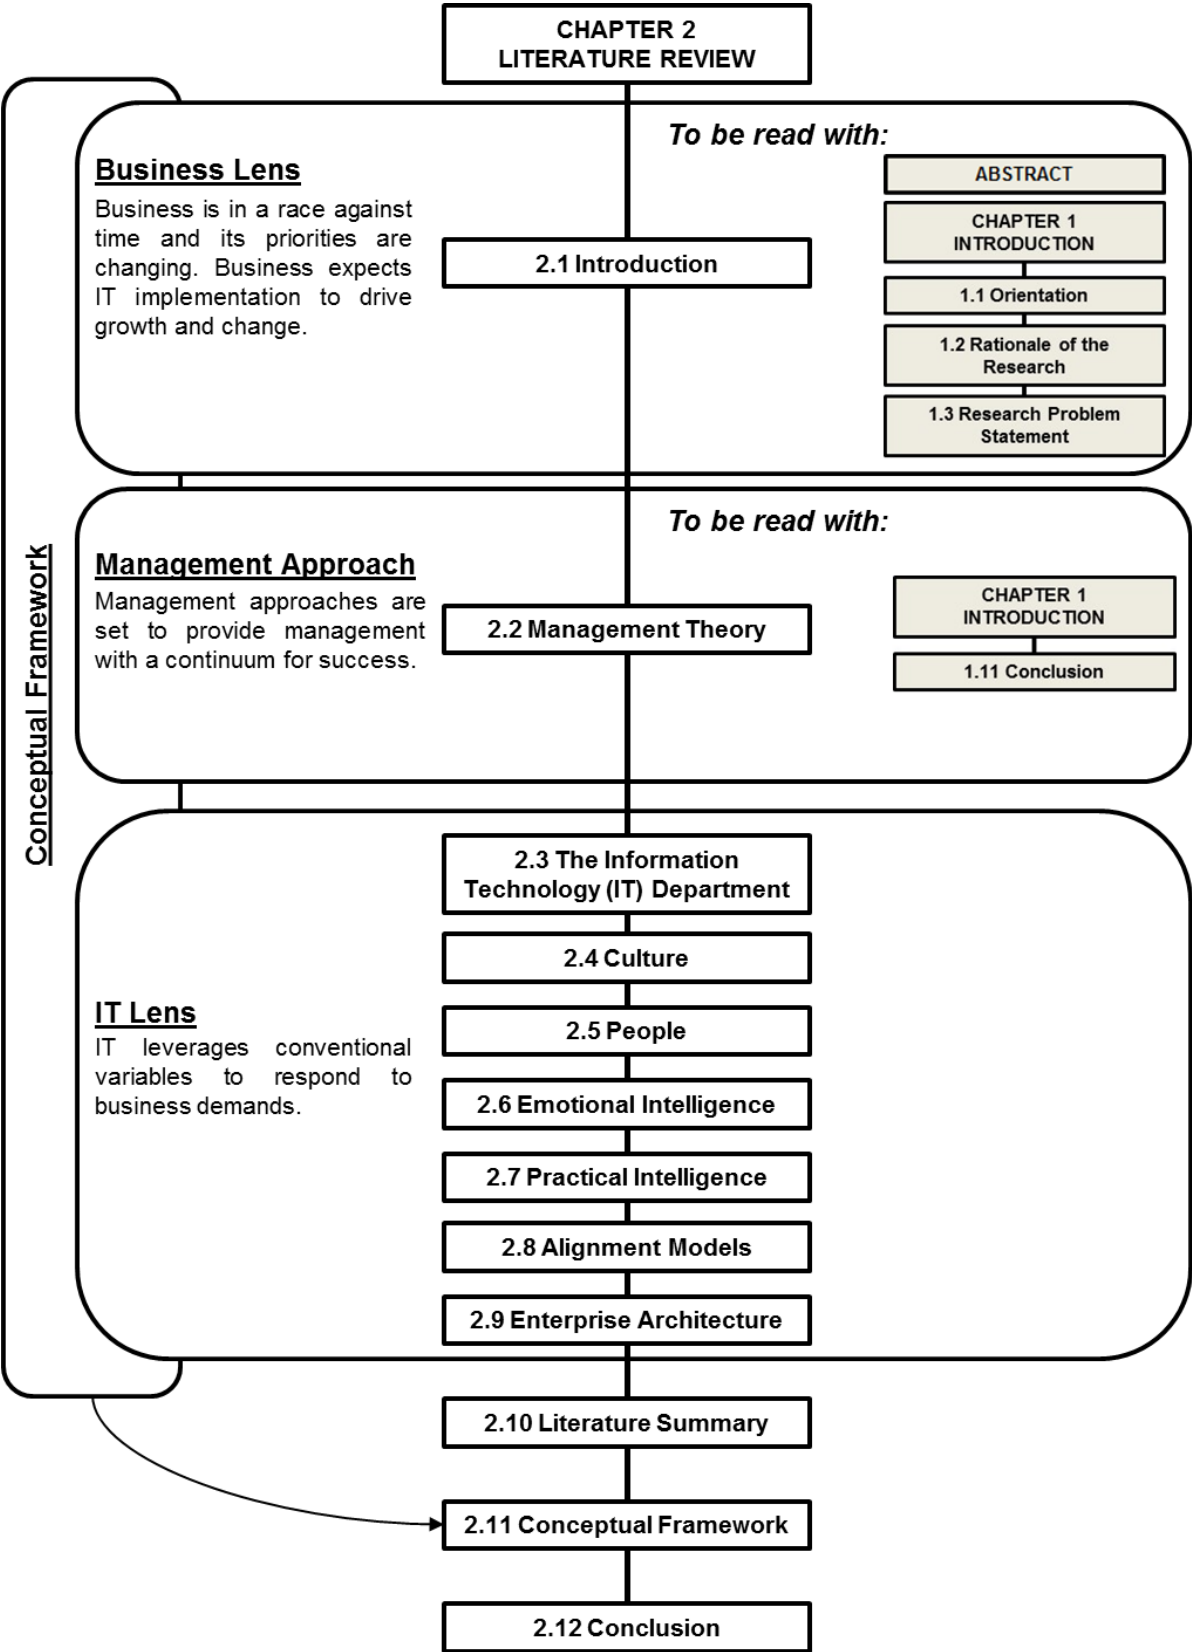 CHAPTER 2
LITERATURE REVIEW
Conceptual Framework
Business Lens
Business is in a race against
time and its priorities are
changing. Business expects
IT implementation to drive
growth and change.
2.1 Introduction
To be read with:
ABSTRACT
CHAPTER 1
INTRODUCTION
1.1 Orientation
1.2 Rationale of the
Research
1.3 Research Problem
Statement
Management Approach
Management approaches are
set to provide management
with a continuum for success.
2.2 Management Theory
To be read with:
CHAPTER 1
INTRODUCTION
1.11 Conclusion
IT Lens
IT leverages conventional
variables to respond to
business demands.
2.3 The Information
Technology (IT) Department
2.4 Culture
2.5 People
2.6 Emotional Intelligence
2.7 Practical Intelligence
2.8 Alignment Models
2.9 Enterprise Architecture
2.10 Literature Summary
2.11 Conceptual Framework
2.12 Conclusion